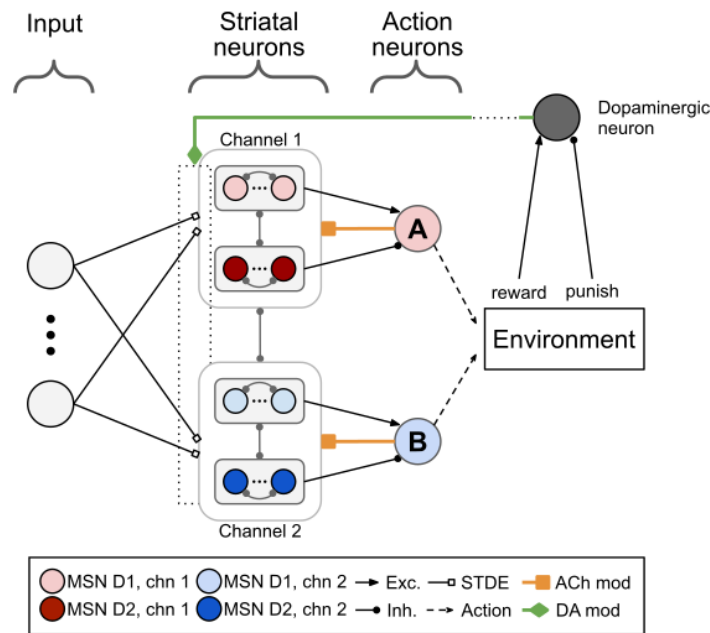 Input
Striatal
neurons
Action
neurons
Dopaminergic
neuron
Channel 1
A
reward punish
Environment
B
Channel 2
MSN D1, chn 1 MSN D1, chn 2 Exc. STDE ACh mod
MSN D2, chn 1 MSN D2, chn 2 Inh. Action DA mod